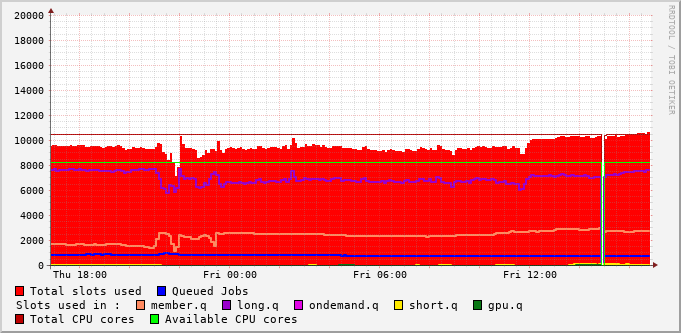 20000
18000
16000
14000
12000
10000
8000
6000
4000
2000
0
Thu 18:00 Fri 00:00 Fri 06:00 Fri 12:00
Total slots used Queued Jobs
Slots used in : member.q long.q ondemand.q short.q gpu.q
Total CPU cores Available CPU cores
RRDTOOL / TOBI OETIKER